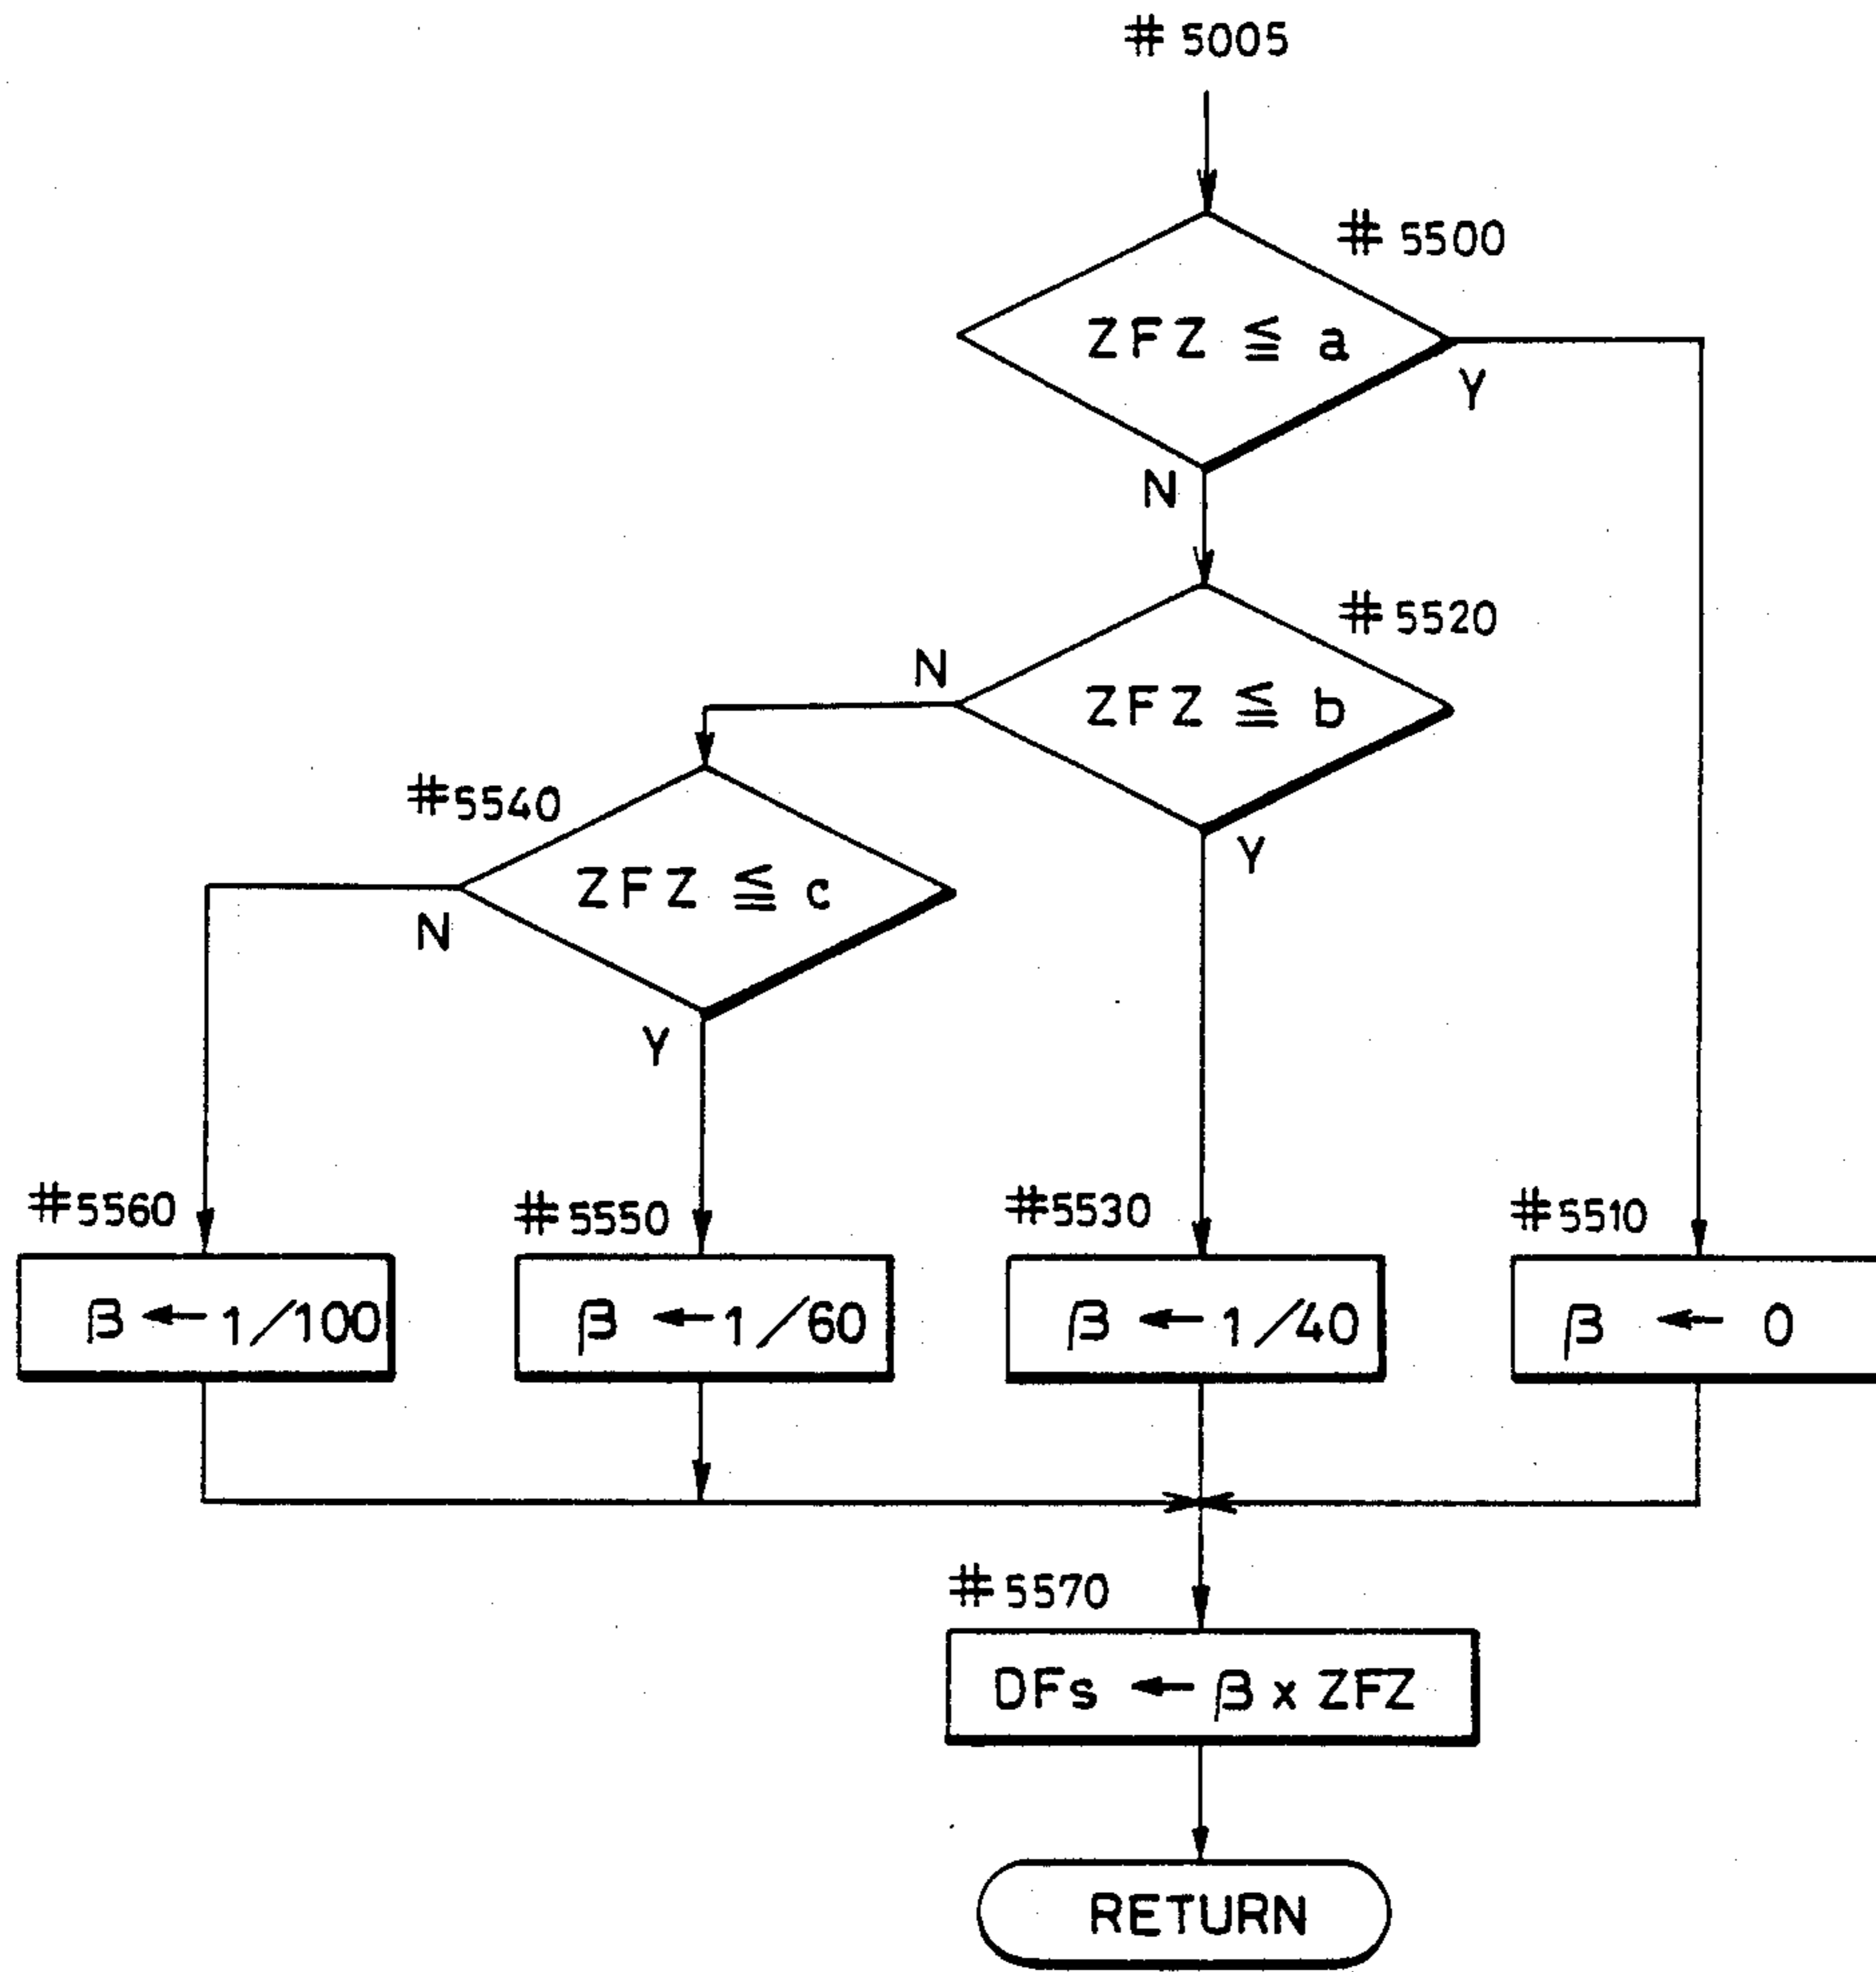 # 5005
# 5500
ZFZ ≦ a
Y
N
# 5520
N
ZFZ ≦ b
Y
#5540
ZFZ ≦ c
N
Y
#5560
#5550
#5530
#5510
β ← 1/100
β ← 1/60
β ← 1/40
β ← 0
# 5570
DFs ← β x ZFZ
RETURN